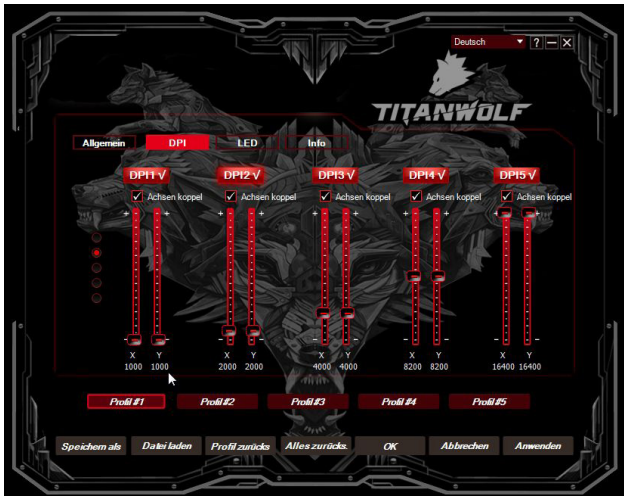 Deutsch ? — X
TITANWOLF
Allgemein DPI LED Info
DPI1 √ DPI2 √ DPI3 √ DPI4 √ DPI5 √
Achsen koppel Achsen koppel Achsen koppel Achsen koppel Achsen koppel
+ + + + + + + + + +
- - - - - - - - - -
X Y X Y X Y X Y X Y
1000 1000 2000 2000 4000 4000 8200 8200 16400 16400
Profil #1 Profil #2 Profil #3 Profil #4 Profil #5
Speichern als Datei laden Profil zurücks Alles zurücks. OK Abbrechen Anwenden